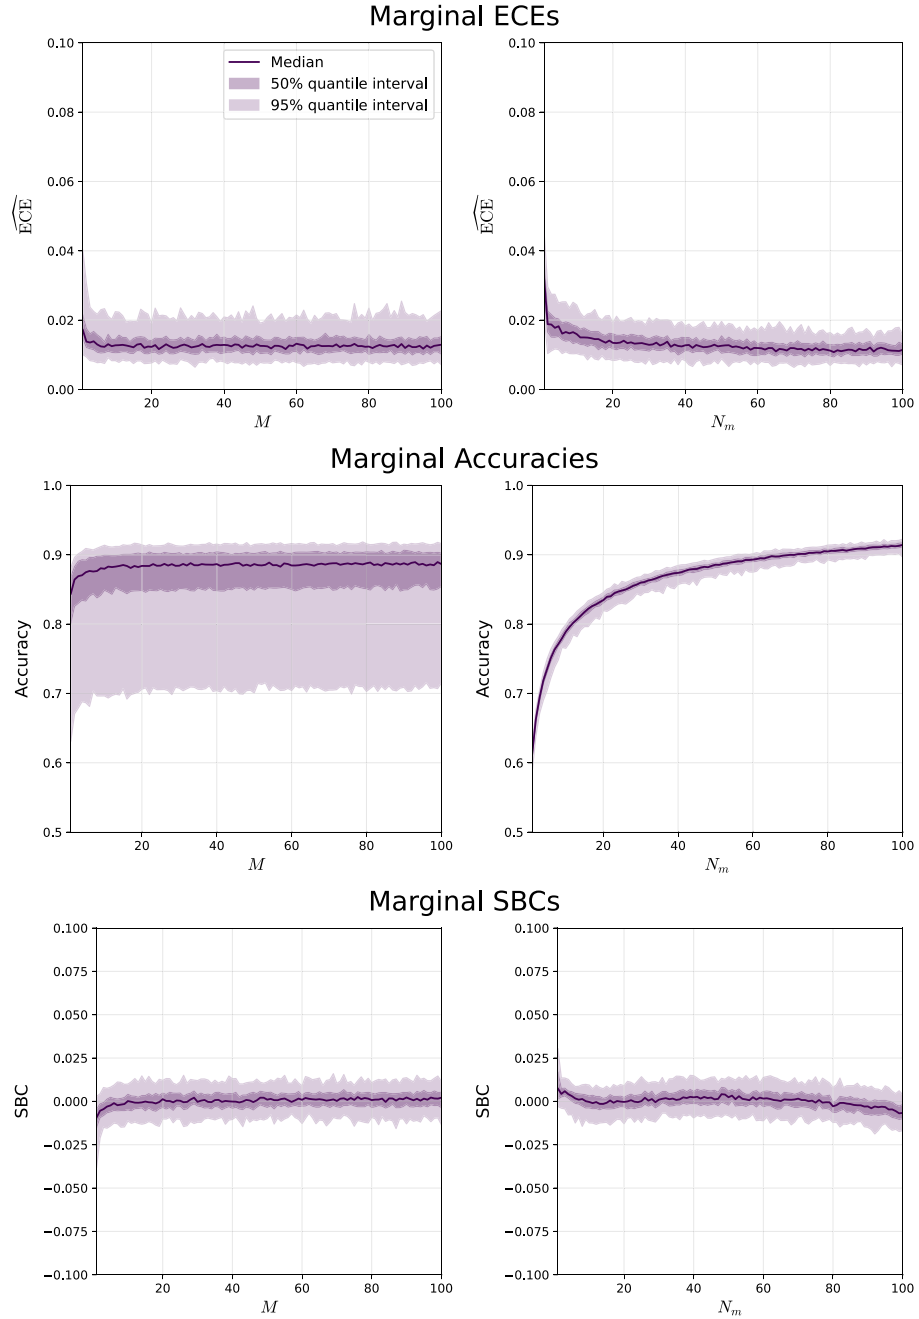 Marginal ECEs
0.10
0.08
0.06
0.04
0.02
0.00
ECE
Median
50% quantile interval
95% quantile interval
20 40 60 80 100
M
0.10
0.08
0.06
0.04
0.02
0.00
ECE
20 40 60 80 100
N_m
Marginal Accuracies
1.0
0.9
0.8
0.7
0.6
0.5
Accuracy
20 40 60 80 100
M
1.0
0.9
0.8
0.7
0.6
0.5
Accuracy
20 40 60 80 100
N_m
Marginal SBCs
0.100
0.075
0.050
0.025
0.000
−0.025
−0.050
−0.075
−0.100
SBC
20 40 60 80 100
M
0.100
0.075
0.050
0.025
0.000
−0.025
−0.050
−0.075
−0.100
SBC
20 40 60 80 100
N_m